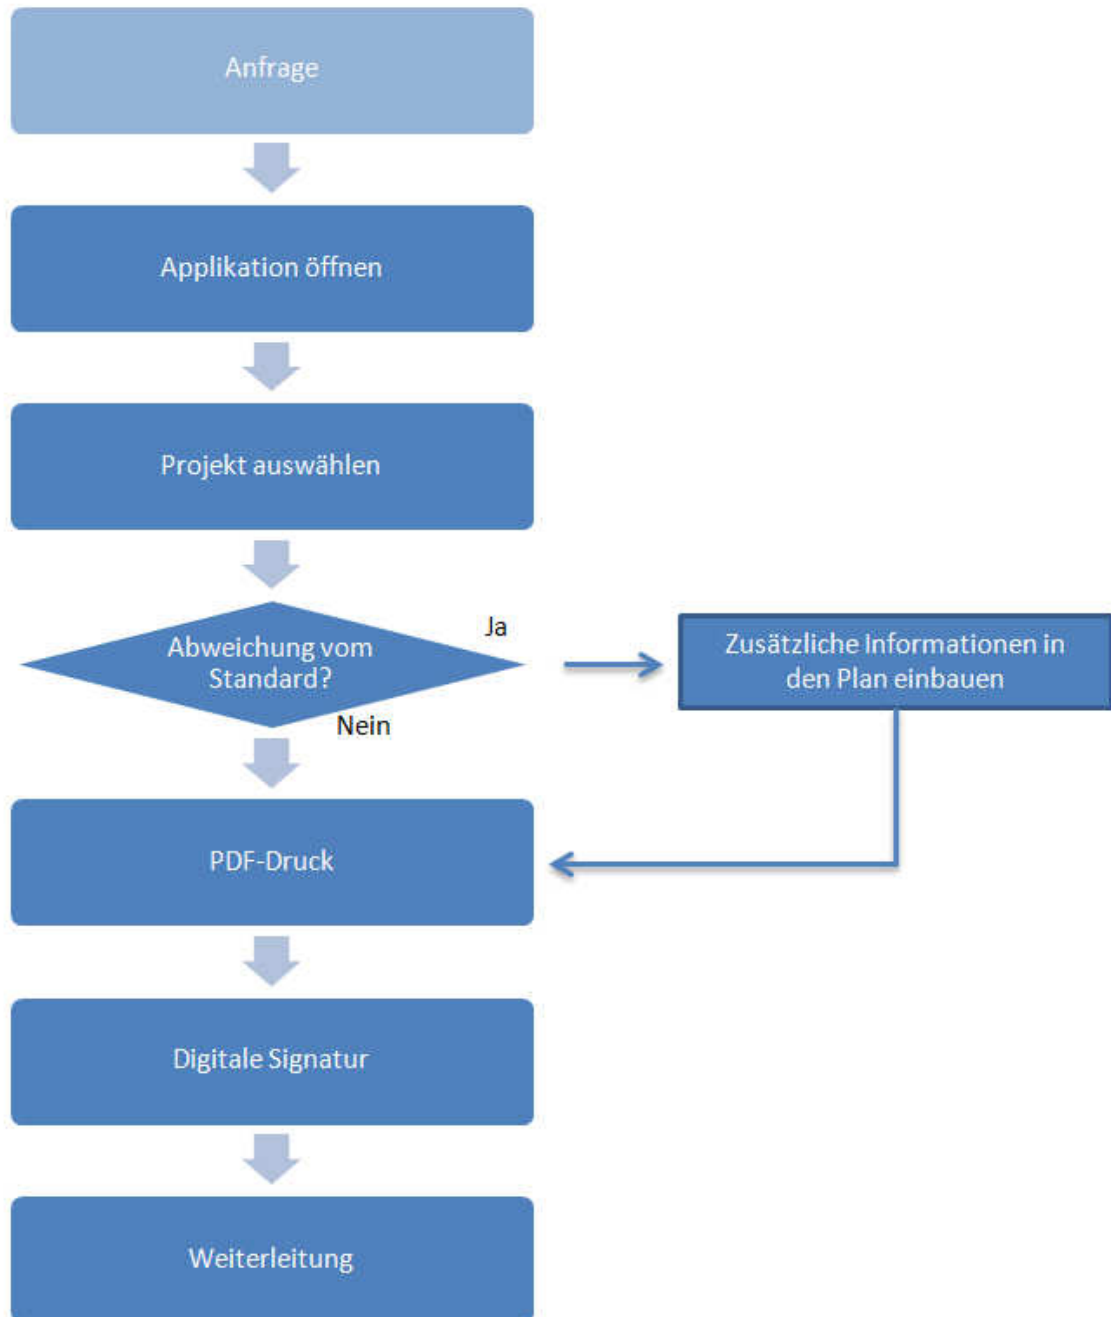 Anfrage
Applikation öffnen
Projekt auswählen
Abweichung vom
Standard?
Ja
Zusätzliche Informationen in
den Plan einbauen
Nein
PDF-Druck
Digitale Signatur
Weiterleitung